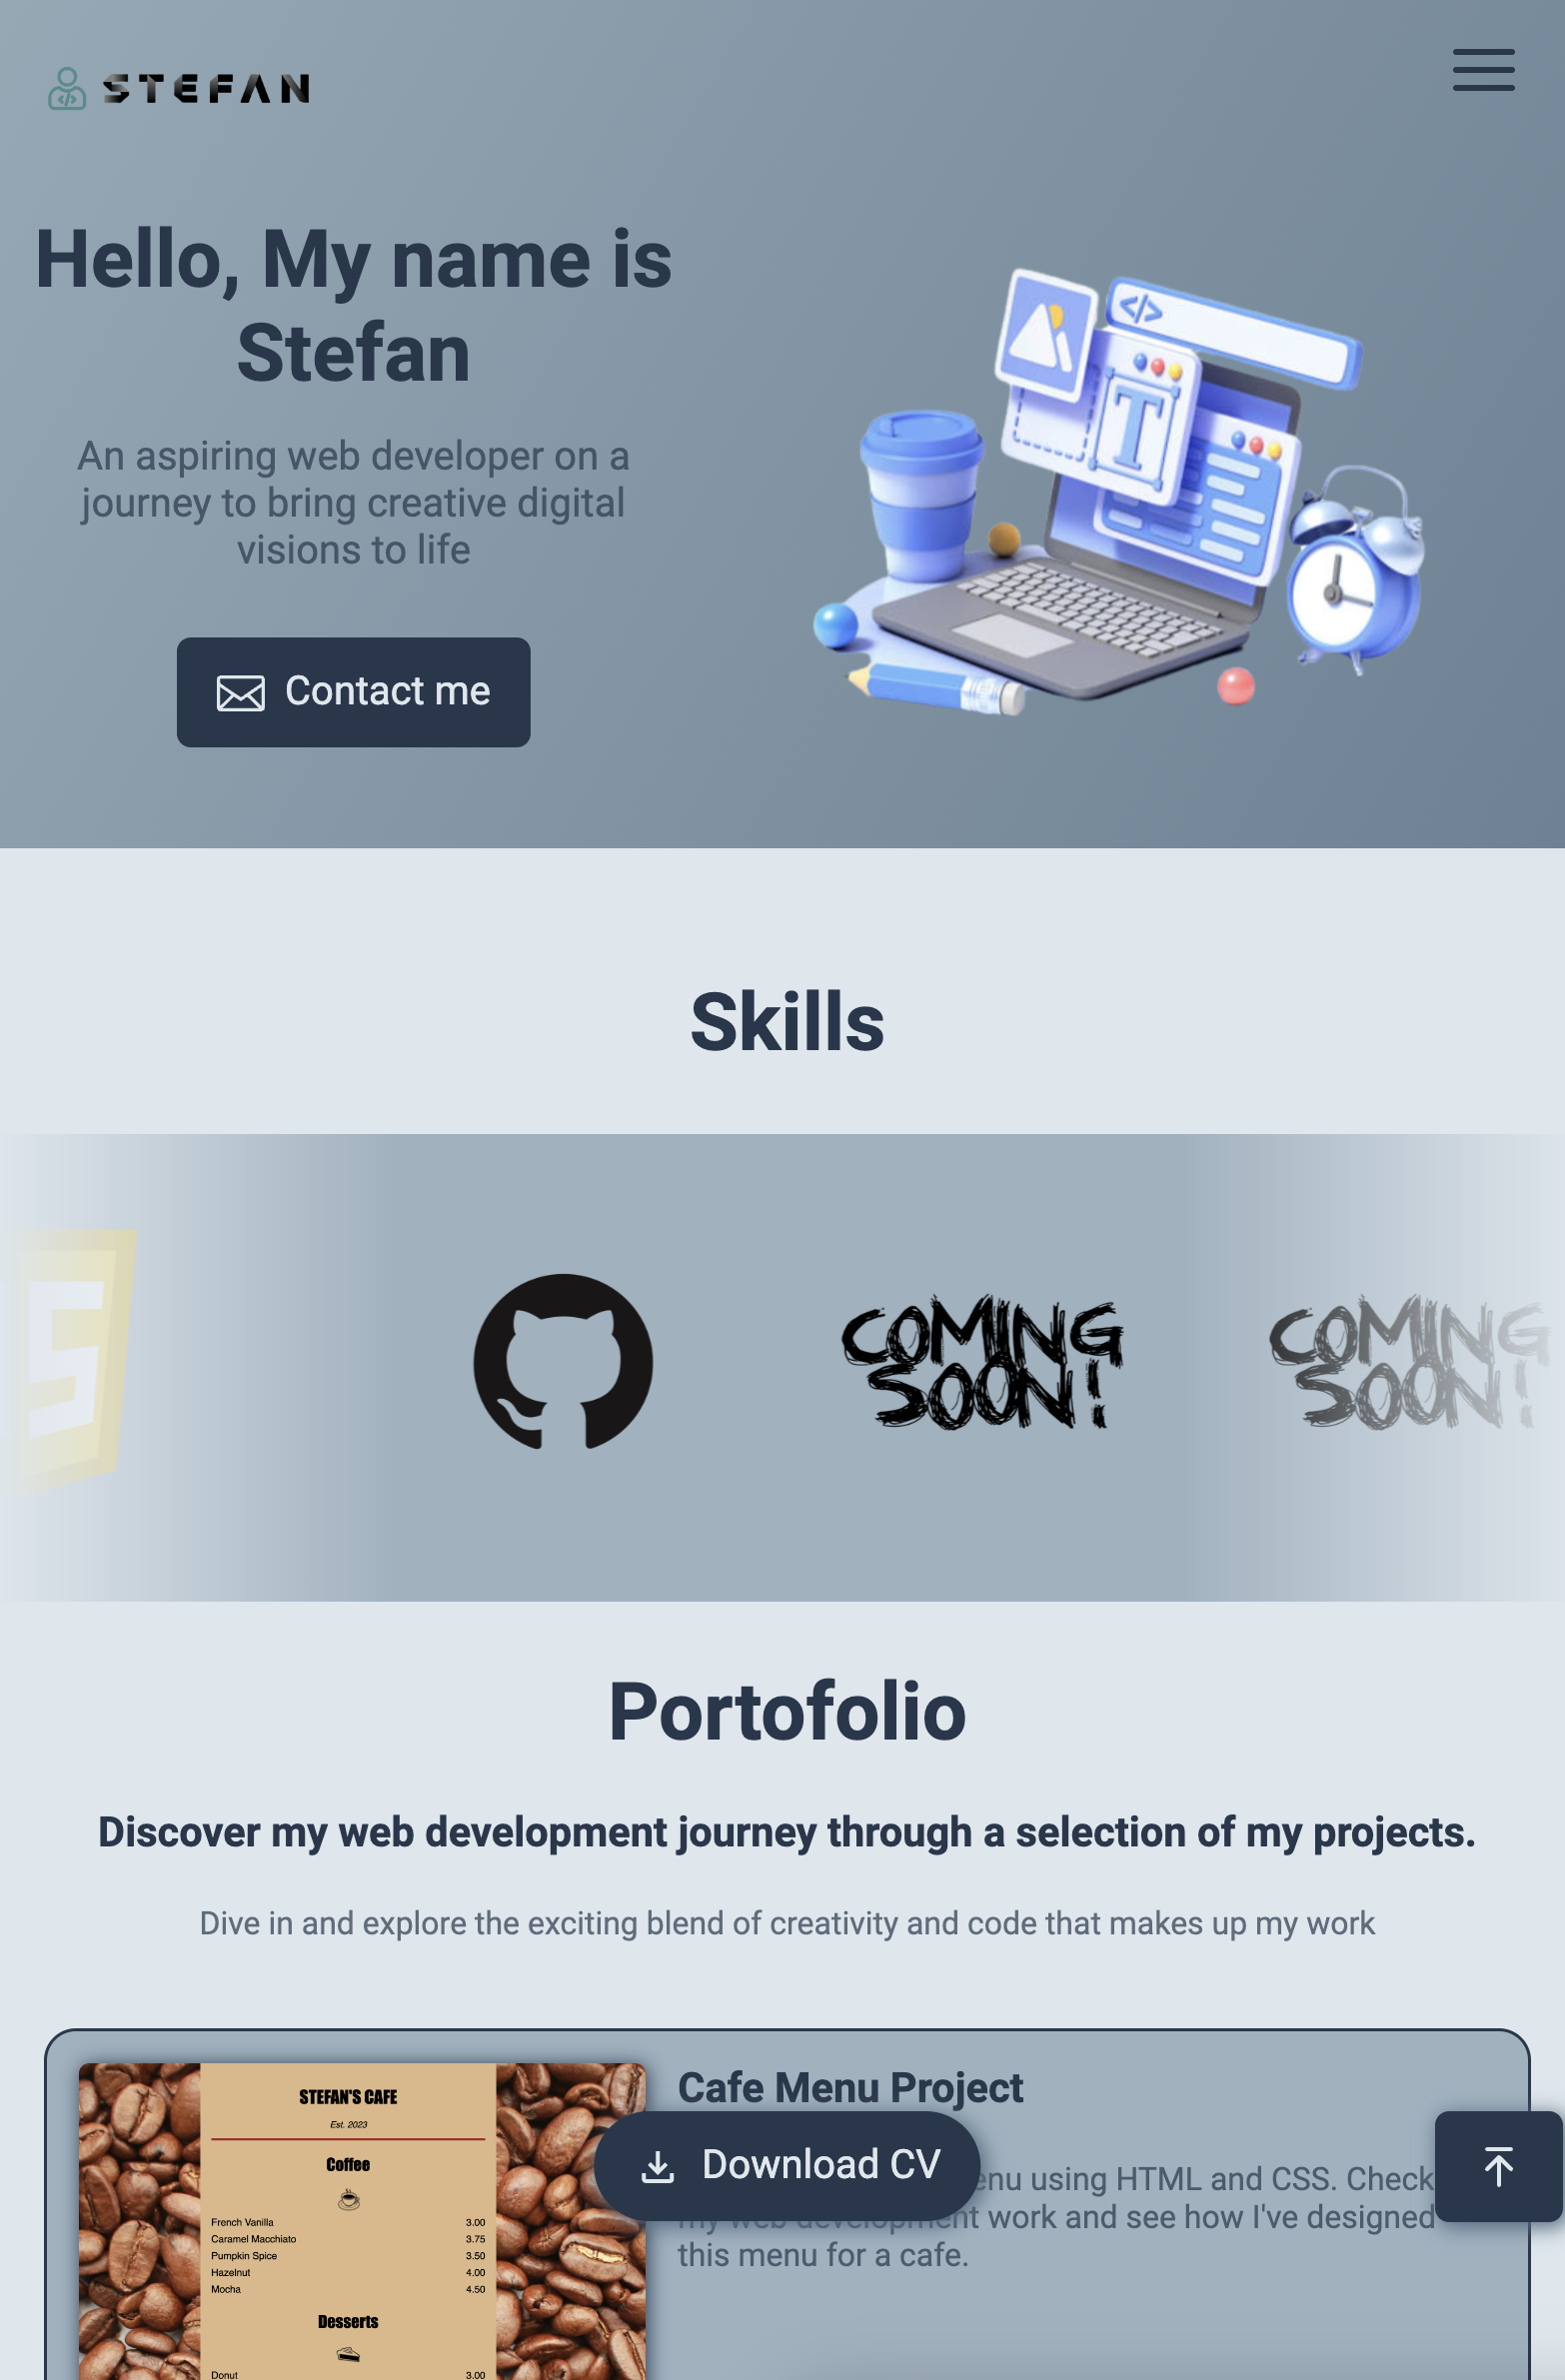 STEFAN
Hello, My name is
Stefan
An aspiring web developer on a
journey to bring creative digital
visions to life
Contact me
</>
T
Skills
5
COMING
SOON!
COMING
SOON!
Portofolio
Discover my web development journey through a selection of my projects.
Dive in and explore the exciting blend of creativity and code that makes up my work
STEFAN'S CAFE
Est. 2023
Coffee
French Vanilla 3.00
Caramel Macchiato 3.75
Pumpkin Spice 3.50
Hazelnut 4.00
Mocha 4.50
Desserts
Donut 3.00
Cafe Menu Project
Download CV
using HTML and CSS. Check
my web development work and see how I've designed
this menu for a cafe.